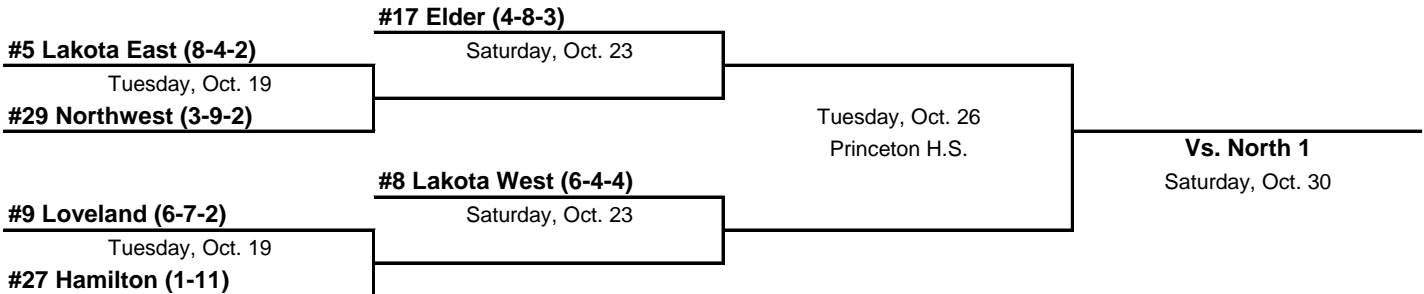 #17 Elder (4-8-3)
#5 Lakota East (8-4-2)
Saturday, Oct. 23
Tuesday, Oct. 19
#29 Northwest (3-9-2)
Tuesday, Oct. 26
Princeton H.S.
Vs. North 1
#8 Lakota West (6-4-4)
Saturday, Oct. 30
#9 Loveland (6-7-2)
Saturday, Oct. 23
Tuesday, Oct. 19
#27 Hamilton (1-11)